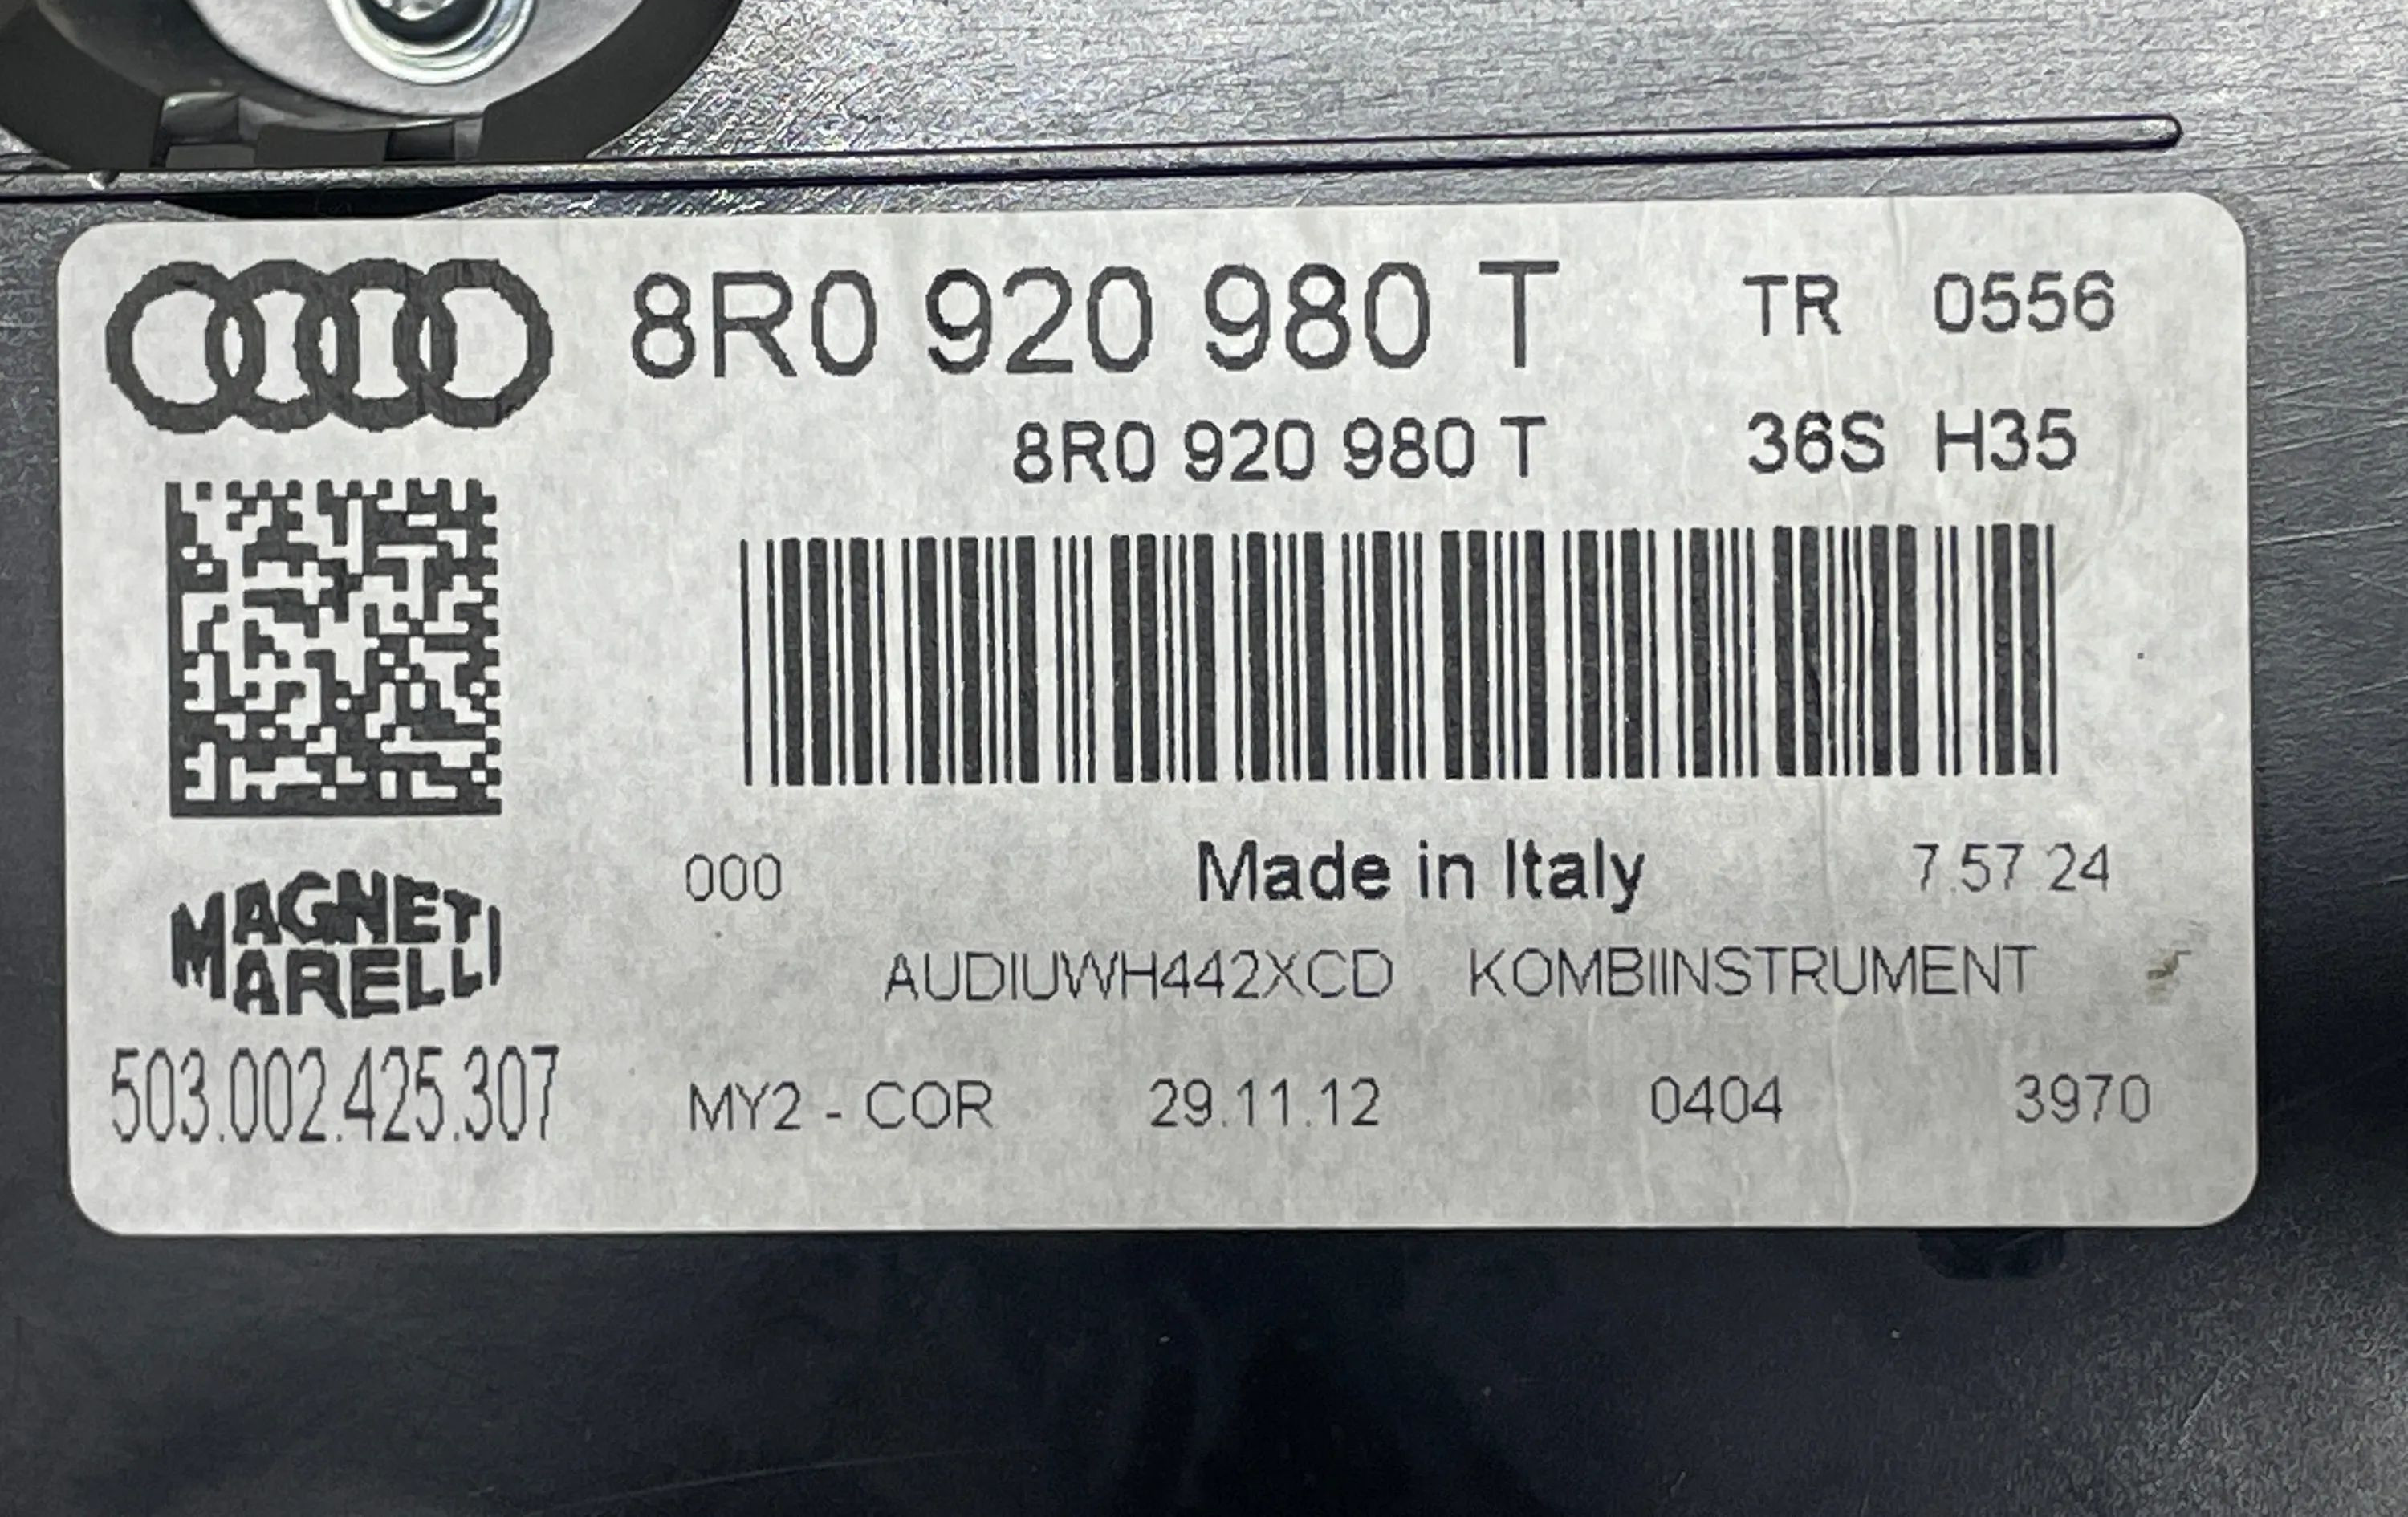 8R0 920 980 T TR 0556
8R0 920 980 T 36S H35
000 Made in Italy 7.57 24
MAGNETI
MARELLI
AUDIUWH442XCD KOMBIINSTRUMENT
503.002.425.307 MY2 - COR 29.11.12 0404 3970